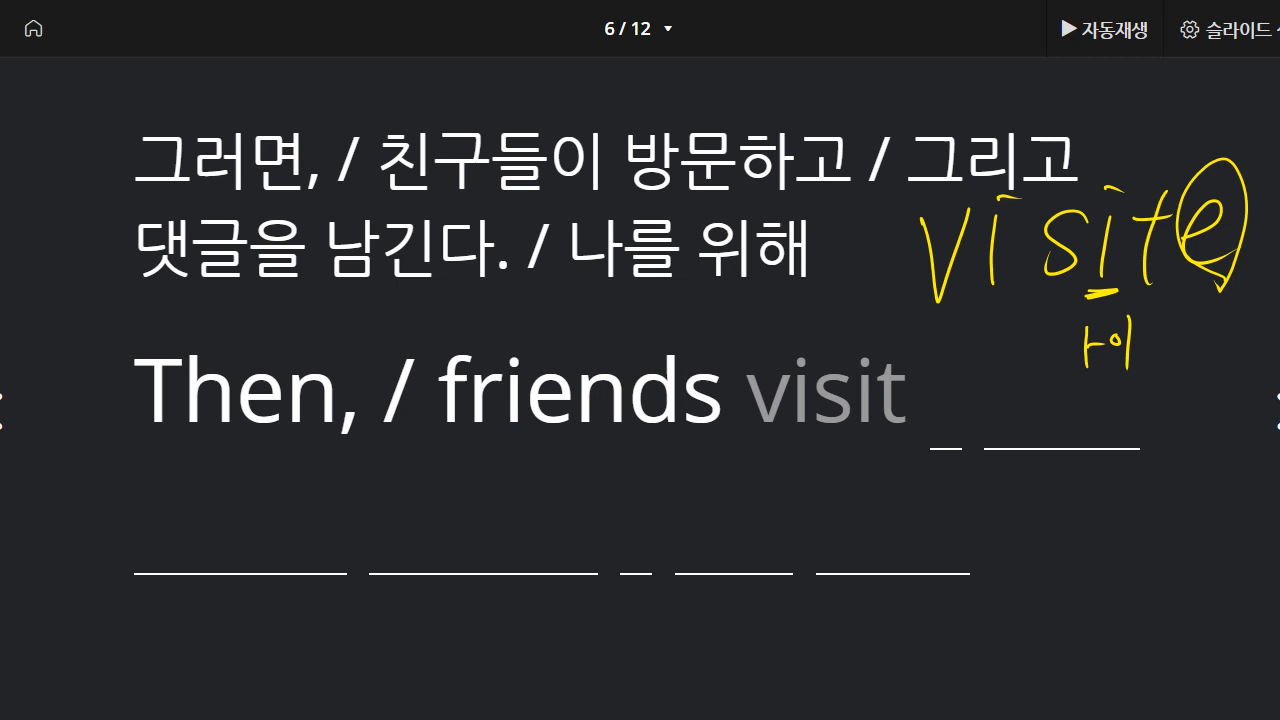 6 / 12
자동재생
슬라이드
그러면, / 친구들이 방문하고 / 그리고
댓글을 남긴다. / 나를 위해
visite
ㅏㅇㅣ
Then, / friends visit